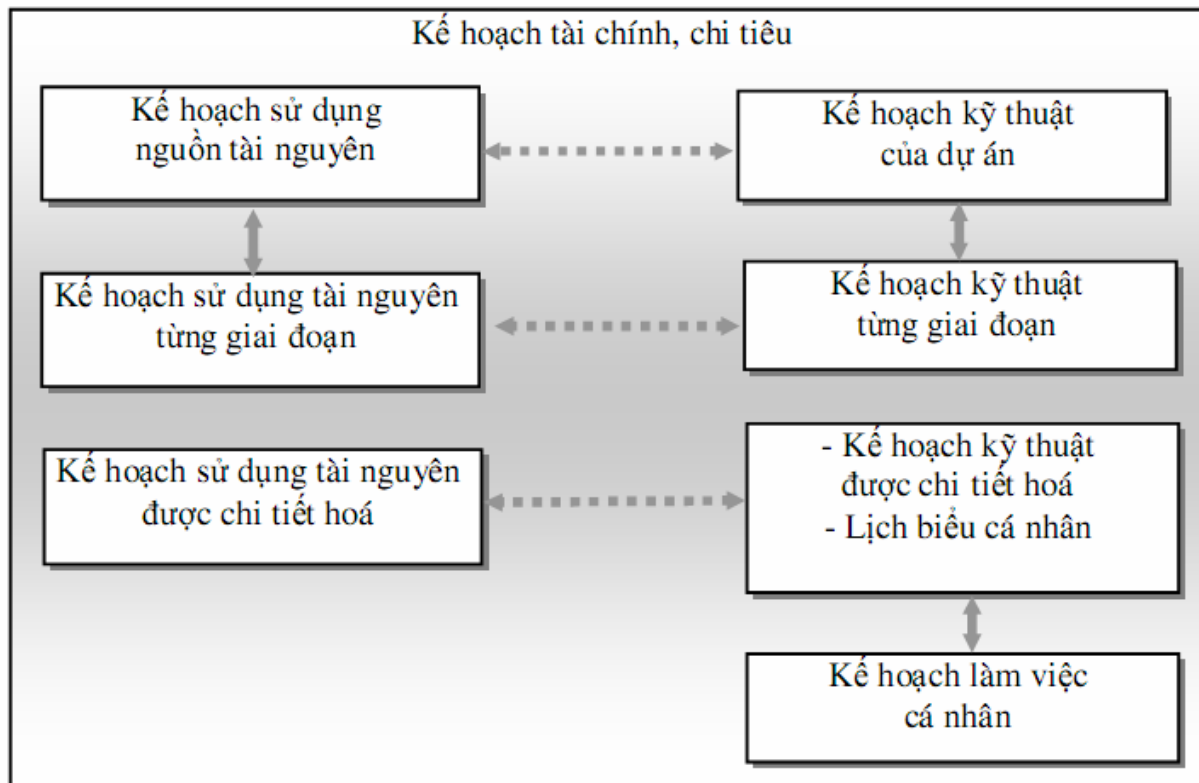 Kế hoạch tài chính, chi tiêu
Kế hoạch sử dụng
nguồn tài nguyên
Kế hoạch kỹ thuật
của dự án
Kế hoạch sử dụng tài nguyên
từng giai đoạn
Kế hoạch kỹ thuật
từng giai đoạn
Kế hoạch sử dụng tài nguyên
được chi tiết hoá
- Kế hoạch kỹ thuật
được chi tiết hoá
- Lịch biểu cá nhân
Kế hoạch làm việc
cá nhân